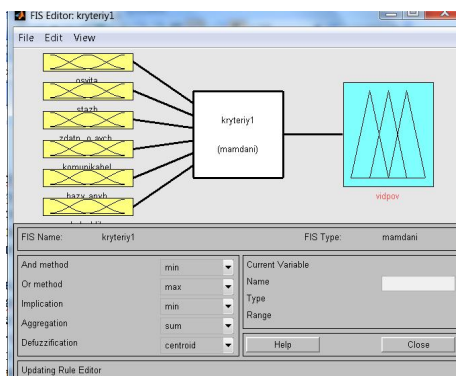 FIS Editor: kryteriy1
File Edit View
osvita
stazh
kryteriy1
(mamdani)
komunikabel
vidpov
FIS Name: kryteriy1 FIS Type: mamdani
And method min
Or method max
Implication min
Aggregation sum
Defuzzification centroid
Current Variable
Name
Type
Range
Help Close
Updating Rule Editor